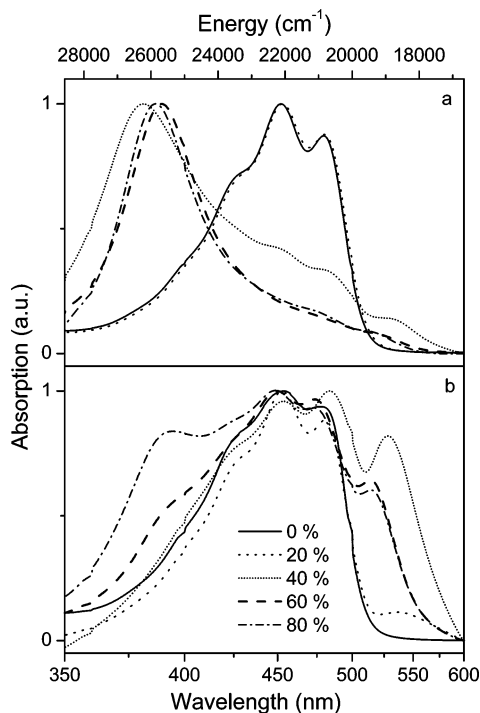 Energy (cm⁻¹)
28000 26000 24000 22000 20000 18000
a
1
0
Absorption (a.u.)
b
1
0
0 %
20 %
40 %
60 %
80 %
350 400 450 500 550 600
Wavelength (nm)